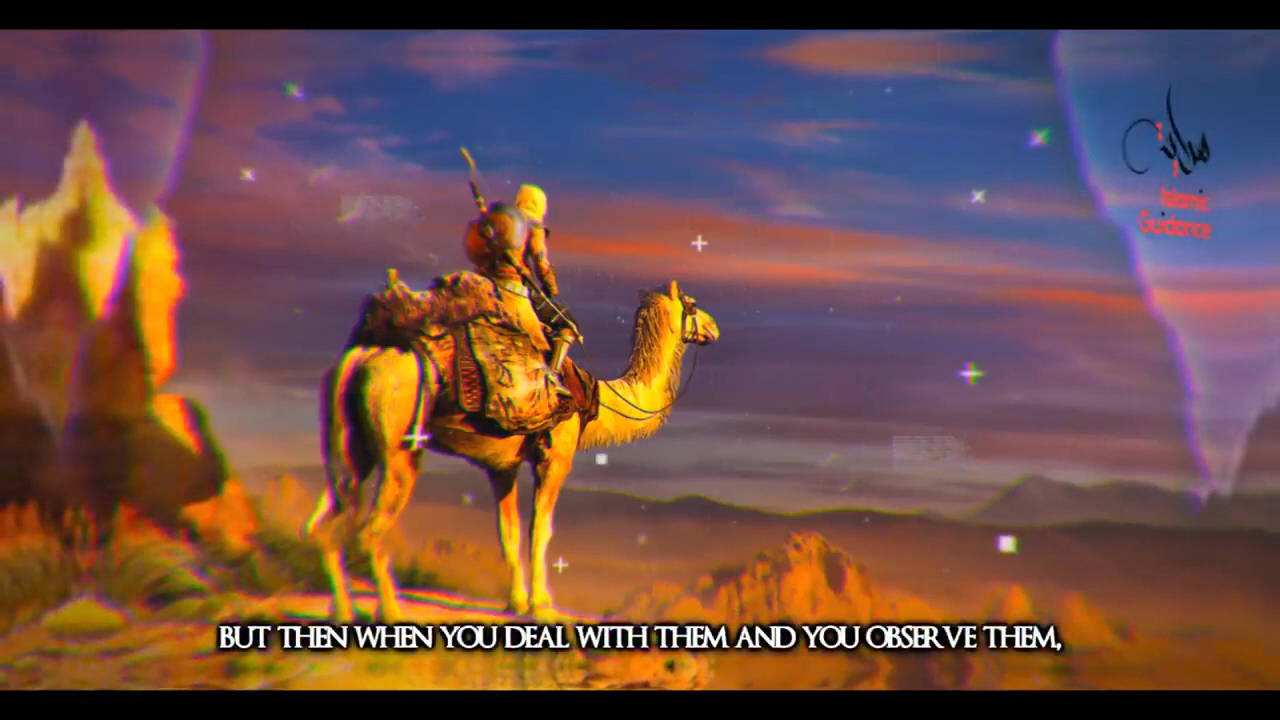 Islamic
Guidance
BUT THEN WHEN YOU DEAL WITH THEM AND YOU OBSERVE THEM,